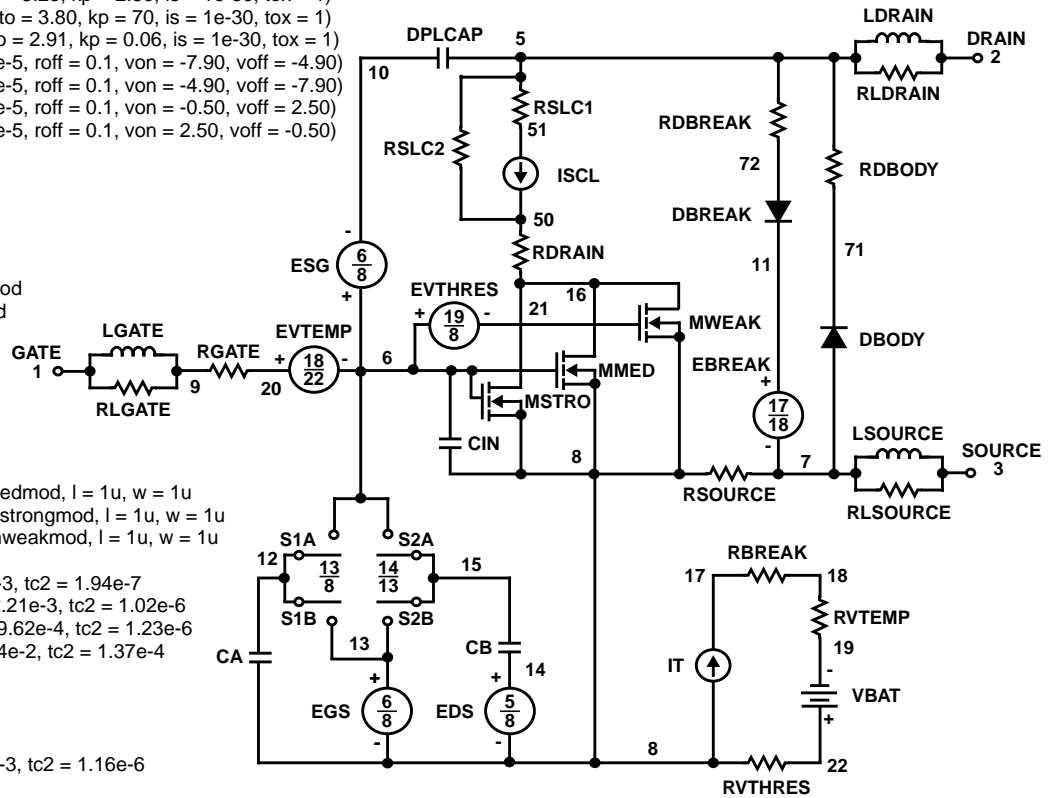 to = 3.80, kp = 70, is = 1e-30, tox = 1)
o = 2.91, kp = 0.06, is = 1e-30, tox = 1)
e-5, roff = 0.1, von = -7.90, voff = -4.90)
e-5, roff = 0.1, von = -4.90, voff = -7.90)
e-5, roff = 0.1, von = -0.50, voff = 2.50)
e-5, roff = 0.1, von = 2.50, voff = -0.50)
DPLCAP
5
10
LDRAIN
DRAIN
2
RLDRAIN
RSLC1
51
RSLC2
ISCL
50
RDRAIN
RDBREAK
72
RDBODY
DBREAK
11
71
ESG
-
6
8
+
od
d
EVTHRES
+
19
8
-
16
21
MWEAK
LGATE
GATE
1
RLGATE
9
RGATE
20
EVTEMP
+
18
22
-
6
MMED
MSTRO
EBREAK
+
17
18
-
DBODY
CIN
8
RSOURCE
7
LSOURCE
SOURCE
3
RLSOURCE
edmod, l = 1u, w = 1u
strongmod, l = 1u, w = 1u
weakmod, l = 1u, w = 1u
-3, tc2 = 1.94e-7
.21e-3, tc2 = 1.02e-6
9.62e-4, tc2 = 1.23e-6
4e-2, tc2 = 1.37e-4
-3, tc2 = 1.16e-6
S1A
S2A
12
13
8
14
13
15
S1B
S2B
13
CA
CB
14
EGS
+
6
8
-
EDS
+
5
8
-
RBREAK
17
18
RVTEMP
19
IT
-
VBAT
+
8
22
RVTHRES